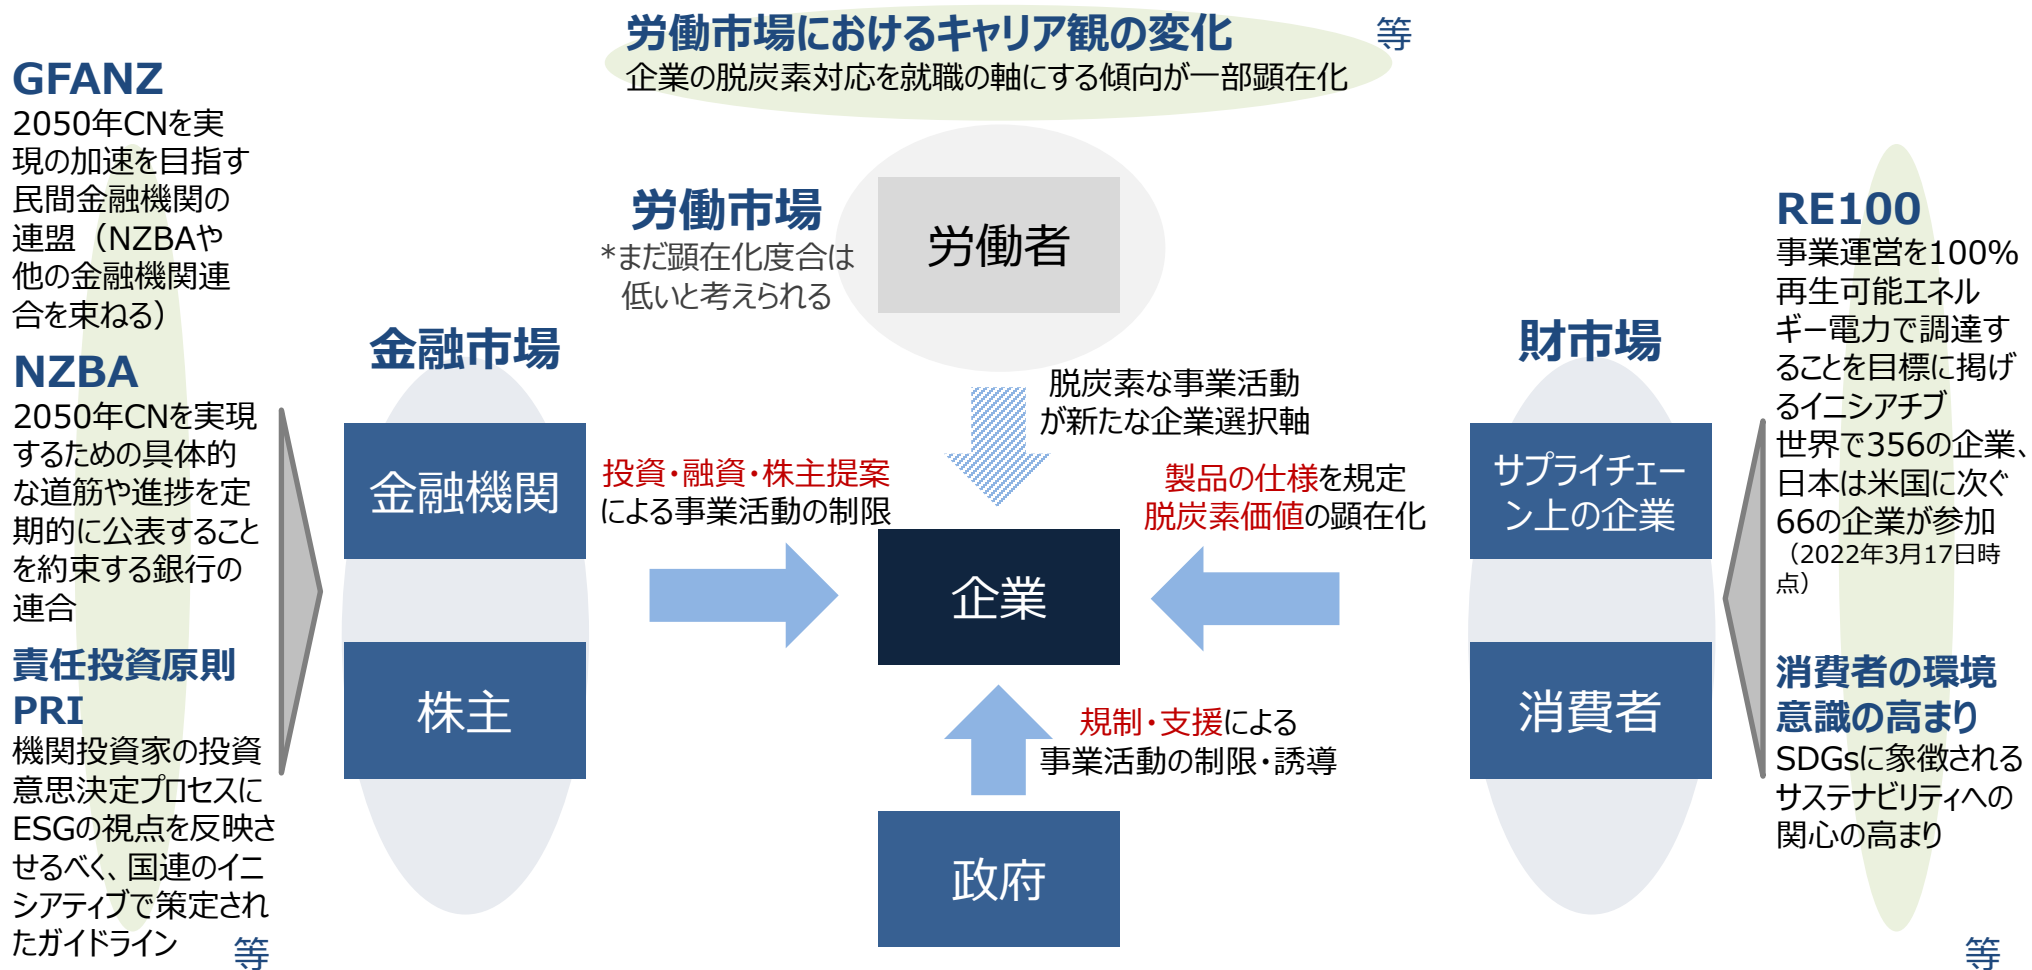 労働市場におけるキャリア観の変化
等
企業の脱炭素対応を就職の軸にする傾向が一部顕在化
GFANZ
2050年CNを実
現の加速を目指す
民間金融機関の
連盟（NZBAや
他の金融機関連
合を束ねる）
NZBA
2050年CNを実現
するための具体的
な道筋や進捗を定
期的に公表すること
を約束する銀行の
連合
責任投資原則
PRI
機関投資家の投資
意思決定プロセスに
ESGの視点を反映さ
せるべく、国連のイニ
シアティブで策定され
たガイドライン
等
金融市場
金融機関
株主
投資・融資・株主提案
による事業活動の制限
労働市場
*まだ顕在化度合は
低いと考えられる
労働者
脱炭素な事業活動
が新たな企業選択軸
企業
製品の仕様を規定
脱炭素価値の顕在化
規制・支援による
事業活動の制限・誘導
政府
財市場
サプライチェー
ン上の企業
消費者
RE100
事業運営を100%
再生可能エネル
ギー電力で調達す
ることを目標に掲げ
るイニシアチブ
世界で356の企業、
日本は米国に次ぐ
66の企業が参加
（2022年3月17日時
点）
消費者の環境
意識の高まり
SDGsに象徴される
サステナビリティへの
関心の高まり
等